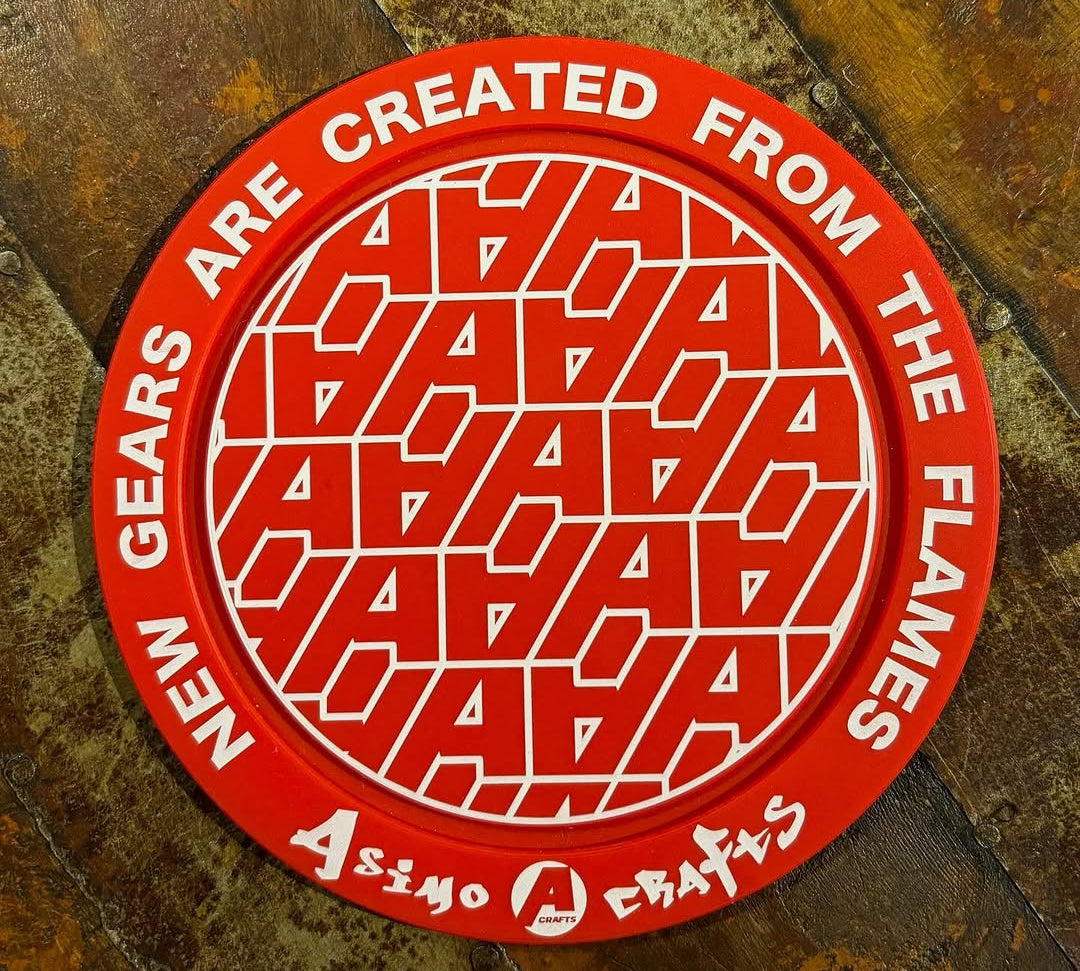 NEW GEARS ARE CREATED FROM THE FLAMES
Asimo A CRAFTS CRAFTS